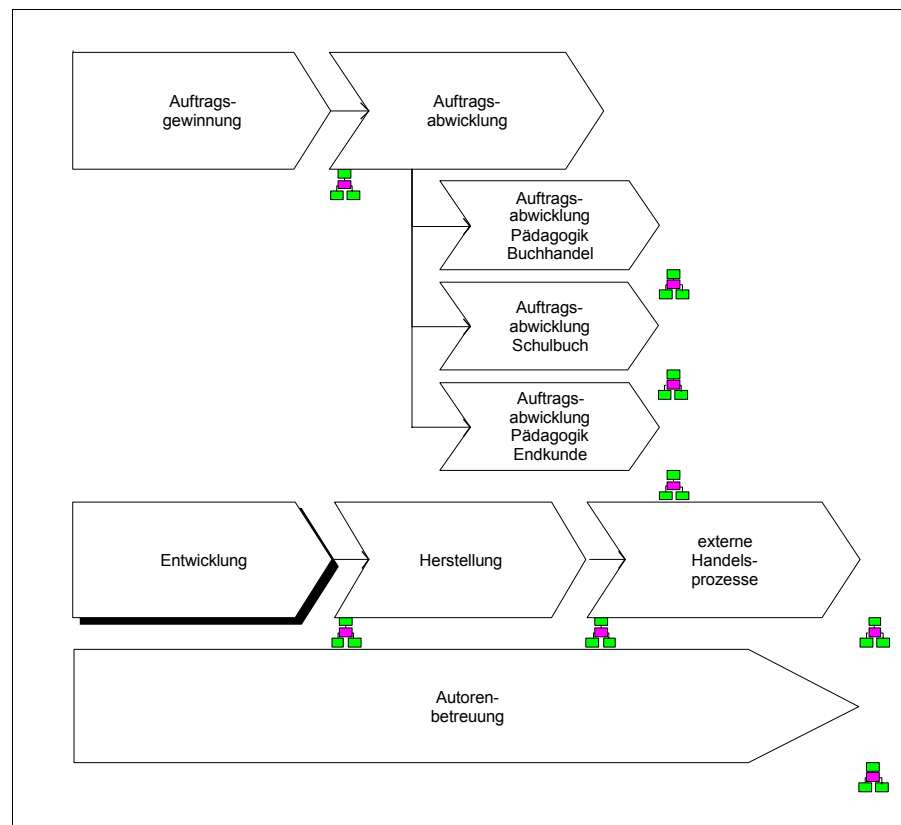 Auftrags-
gewinnung
Auftrags-
abwicklung
Auftrags-
abwicklung
Pädagogik
Buchhandel
Auftrags-
abwicklung
Schulbuch
Auftrags-
abwicklung
Pädagogik
Endkunde
Entwicklung
Herstellung
externe
Handels-
prozesse
Autoren-
betreuung